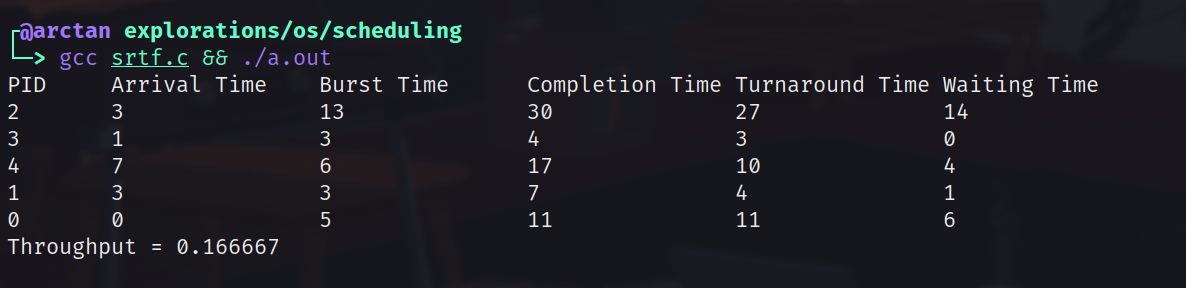 @arctan explorations/os/scheduling
> gcc srtf.c && ./a.out
PID Arrival Time Burst Time Completion Time Turnaround Time Waiting Time
2 3 13 30 27 14
3 1 3 4 3 0
4 7 6 17 10 4
1 3 3 7 4 1
0 0 5 11 11 6
Throughput = 0.166667